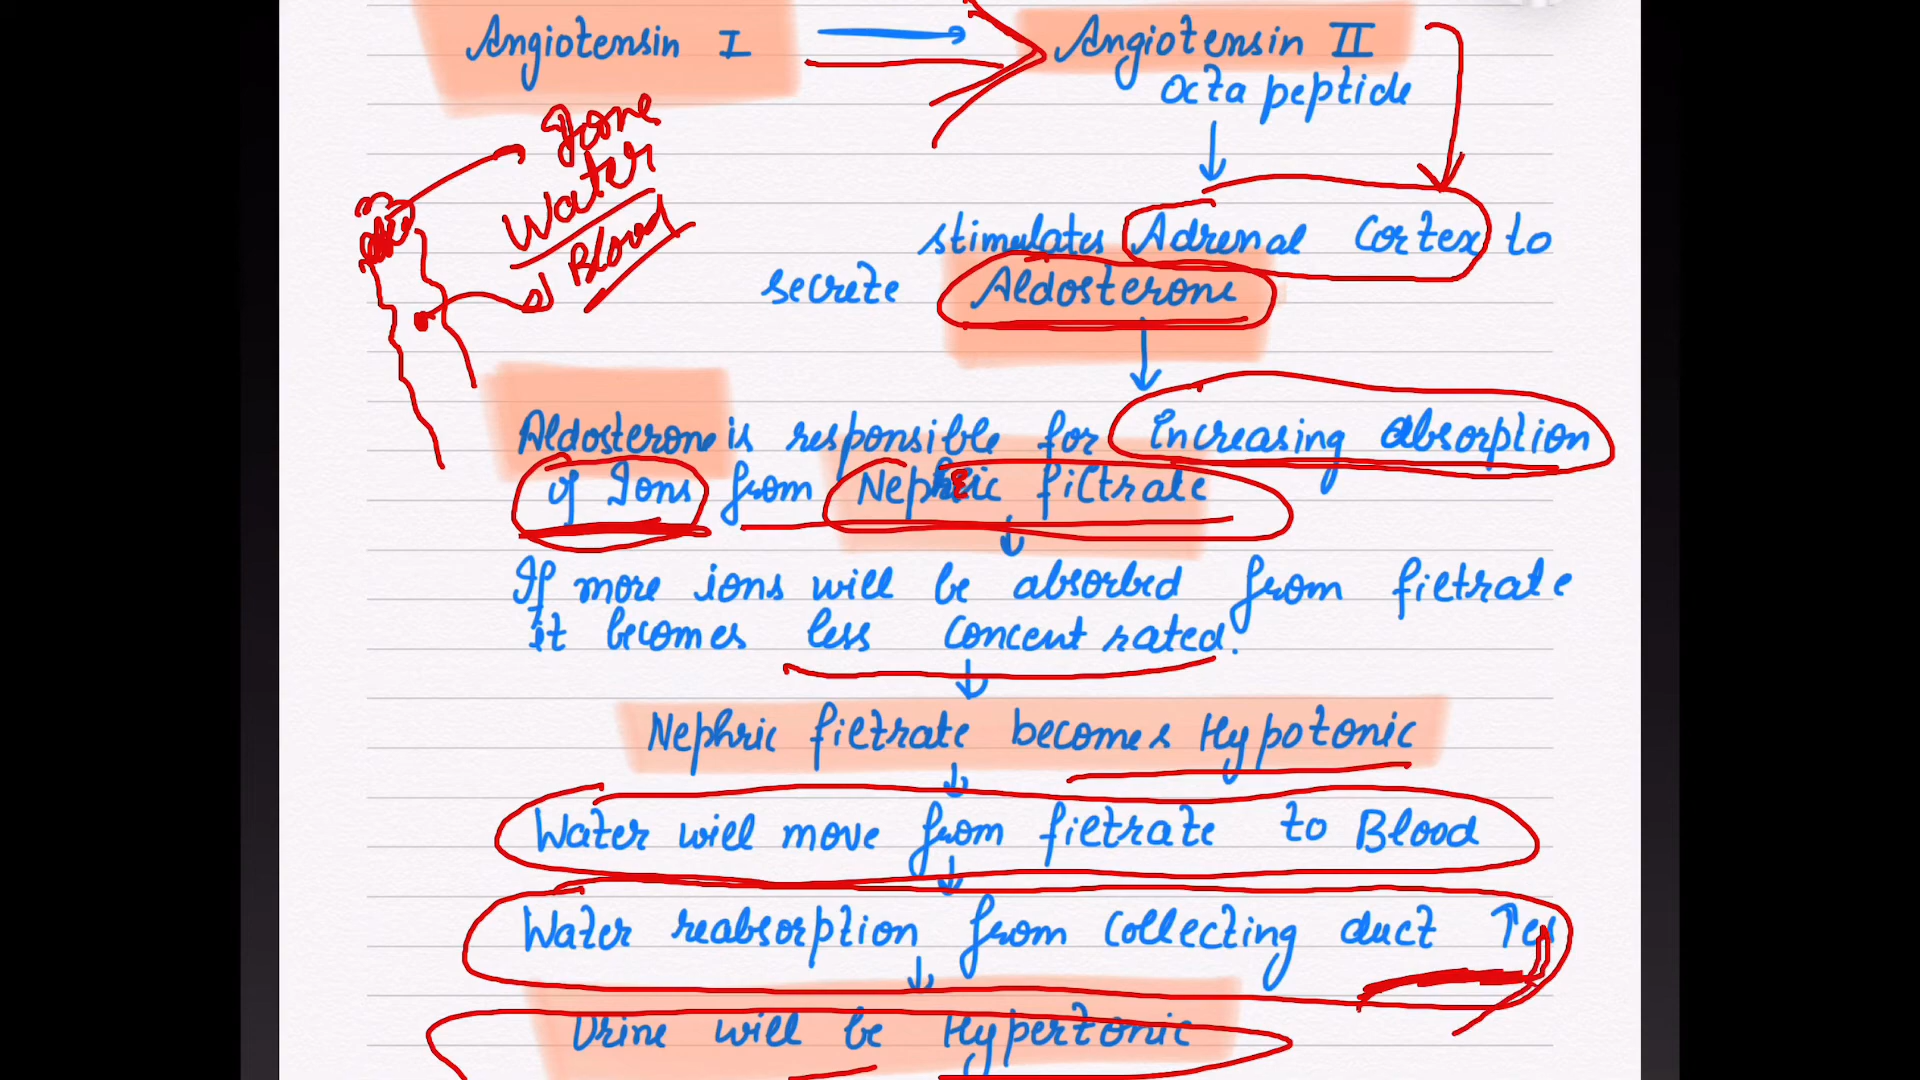 Angiotensin I → Angiotensin II
Octa peptide
Ione
Water
Blood
stimulates Adrenal Cortex to
secrete Aldosterone
Aldosterone is responsible for Increasing absorption
of Ions from Nephric filtrate
If more ions will be absorbed from filtrate
it becomes less concentrated.
Nephric filtrate becomes Hypotonic
Water will move from filtrate to Blood
Water reabsorption from collecting duct ↑es
Urine will be Hypertonic